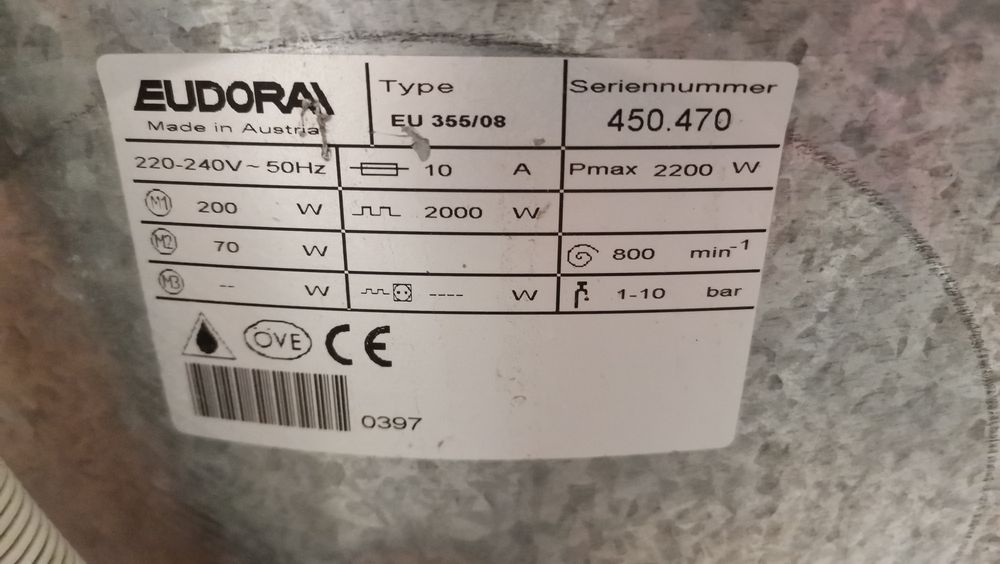 EUDORA
Made in Austria
Type
EU 355/08
Seriennummer
450.470
220-240V ~ 50Hz
10 A
Pmax 2200 W
M1 200 W
2000 W
M2 70 W
800 min⁻¹
M3 -- W
---- W
1-10 bar
ÖVE CE
0397